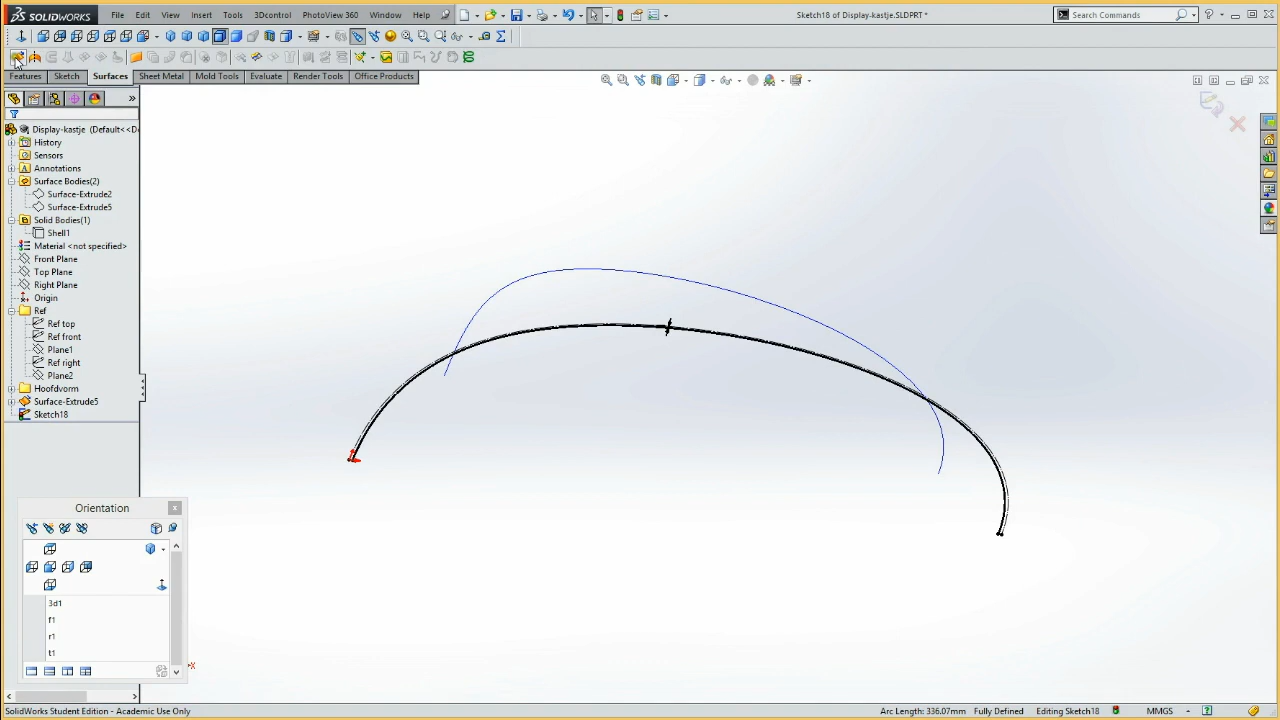 SOLIDWORKS File Edit View Insert Tools 3Dcontrol PhotoView 360 Window Help Sketch18 of Display-kastje.SLDPRT * Search Commands ?
Features Sketch Surfaces Sheet Metal Mold Tools Evaluate Render Tools Office Products
»
Display-kastje (Default<<De
History
Sensors
Annotations
Surface Bodies(2)
Surface-Extrude2
Surface-Extrude5
Solid Bodies(1)
Shell1
Material <not specified>
Front Plane
Top Plane
Right Plane
Origin
Ref
Ref top
Ref front
Plane1
Ref right
Plane2
Hoofdvorm
Surface-Extrude5
Sketch18
Orientation
3d1
f1
r1
t1
x
SolidWorks Student Edition - Academic Use Only Arc Length: 336.07mm Fully Defined Editing Sketch18 MMGS - ?